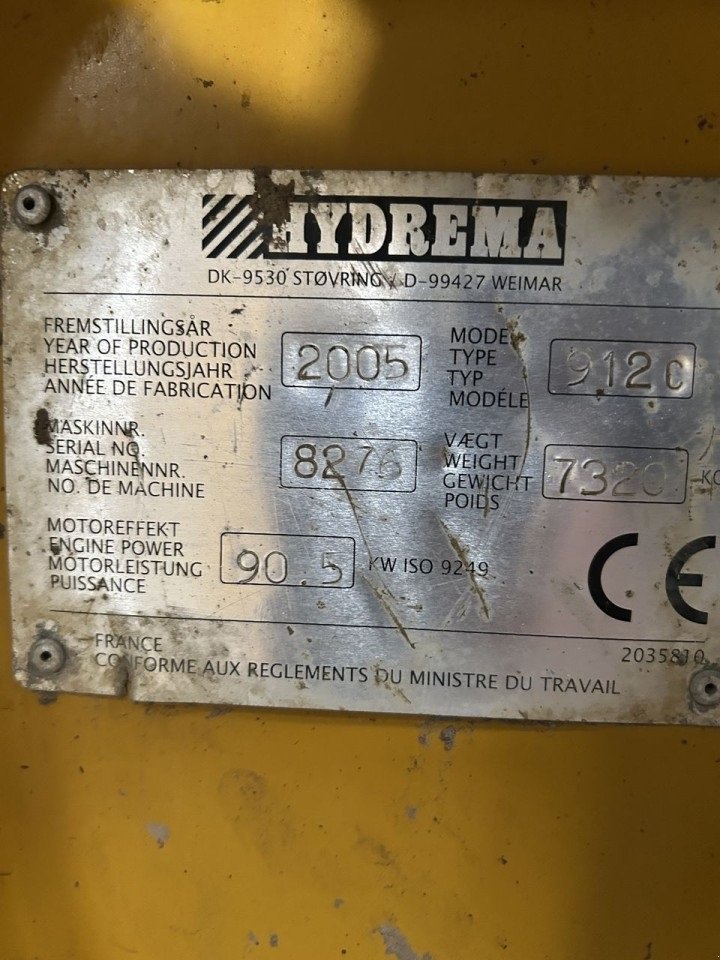 HYDREMA
DK-9530 STØVRING / D-99427 WEIMAR
FREMSTILLINGSÅR
YEAR OF PRODUCTION
HERSTELLUNGSJAHR
ANNÉE DE FABRICATION
2005
MODEL
TYPE
TYP
MODÉLE
912C
MASKINNR.
SERIAL NO.
MASCHINENNR.
NO. DE MACHINE
8276
VÆGT
WEIGHT
GEWICHT
POIDS
7320
MOTOREFFEKT
ENGINE POWER
MOTORLEISTUNG
PUISSANCE
90.5 KW ISO 9249
CE
FRANCE
CONFORME AUX REGLEMENTS DU MINISTRE DU TRAVAIL
2035810